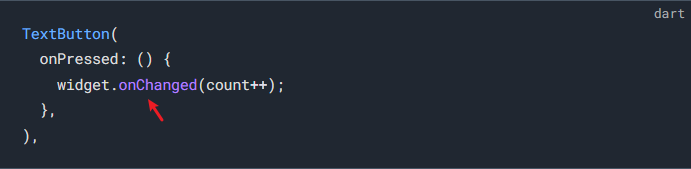 dart
TextButton(
  onPressed: () {
    widget.onChanged(count++);
  },
),